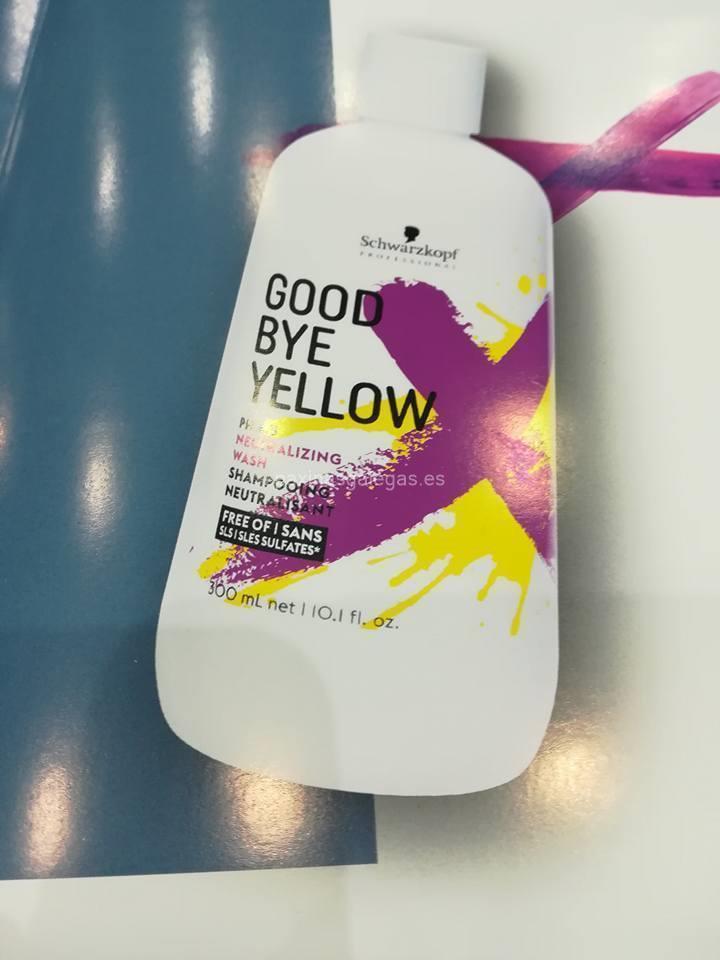 Schwarzkopf
PROFESSIONAL
GOOD
BYE
YELLOW
NEUTRALIZING
WASH
SHAMPOOING
NEUTRALISANT
FREE OF | SANS
SLS | SLES SULFATES*
300 mL net | 10.1 fl. oz.